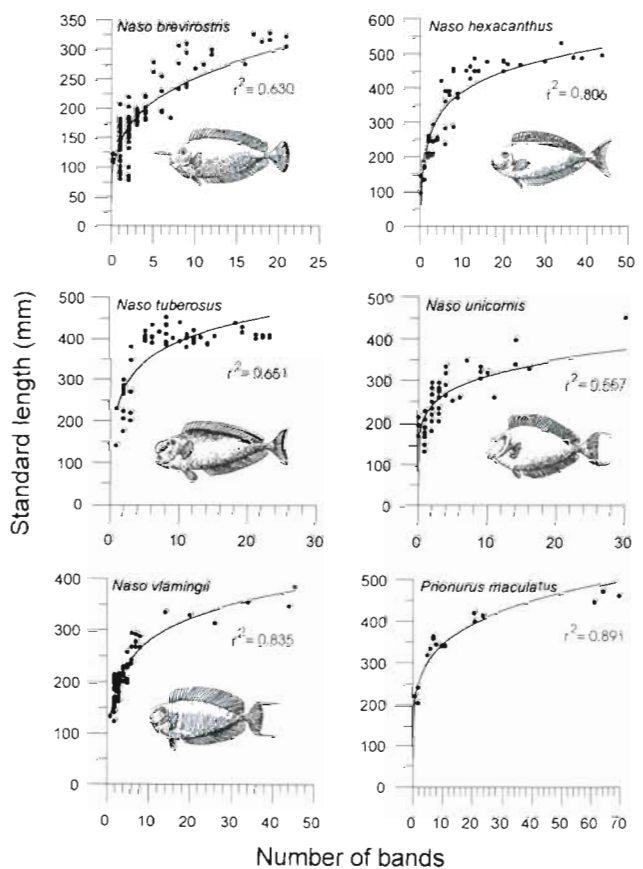 Standard length (mm)
Naso brevirostris
350
300
250
200
150
100
50
0
r² = 0.630
0 5 10 15 20 25
Naso hexacanthus
600
500
400
300
200
100
0
r² = 0.806
0 10 20 30 40 50
Naso tuberosus
500
400
300
200
100
0
r² = 0.651
0 10 20 30
Naso unicornis
500
400
300
200
100
0
r² = 0.557
0 10 20 30
Naso vlamingii
400
300
200
100
0
r² = 0.835
0 10 20 30 40 50
Prionurus maculatus
500
400
300
200
100
0
r² = 0.891
0 10 20 30 40 50 60 70
Number of bands